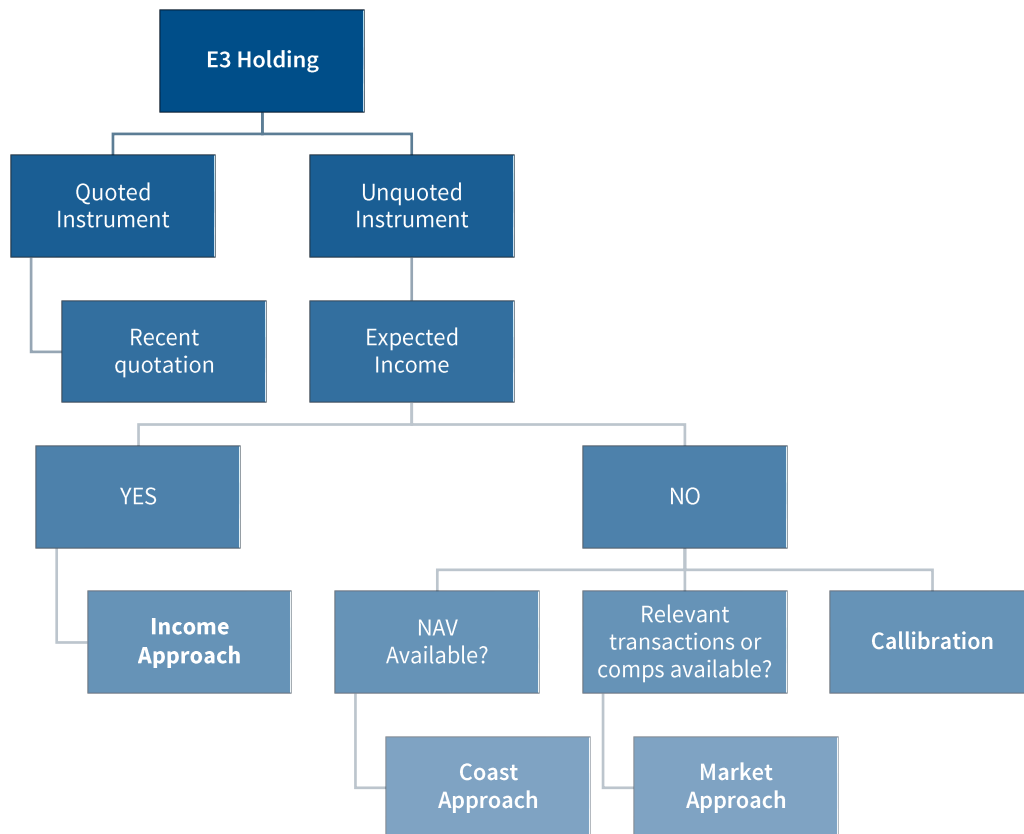 E3 Holding
Quoted
Instrument
Unquoted
Instrument
Recent
quotation
Expected
Income
YES
NO
Income
Approach
NAV
Available?
Relevant
transactions or
comps available?
Callibration
Coast
Approach
Market
Approach